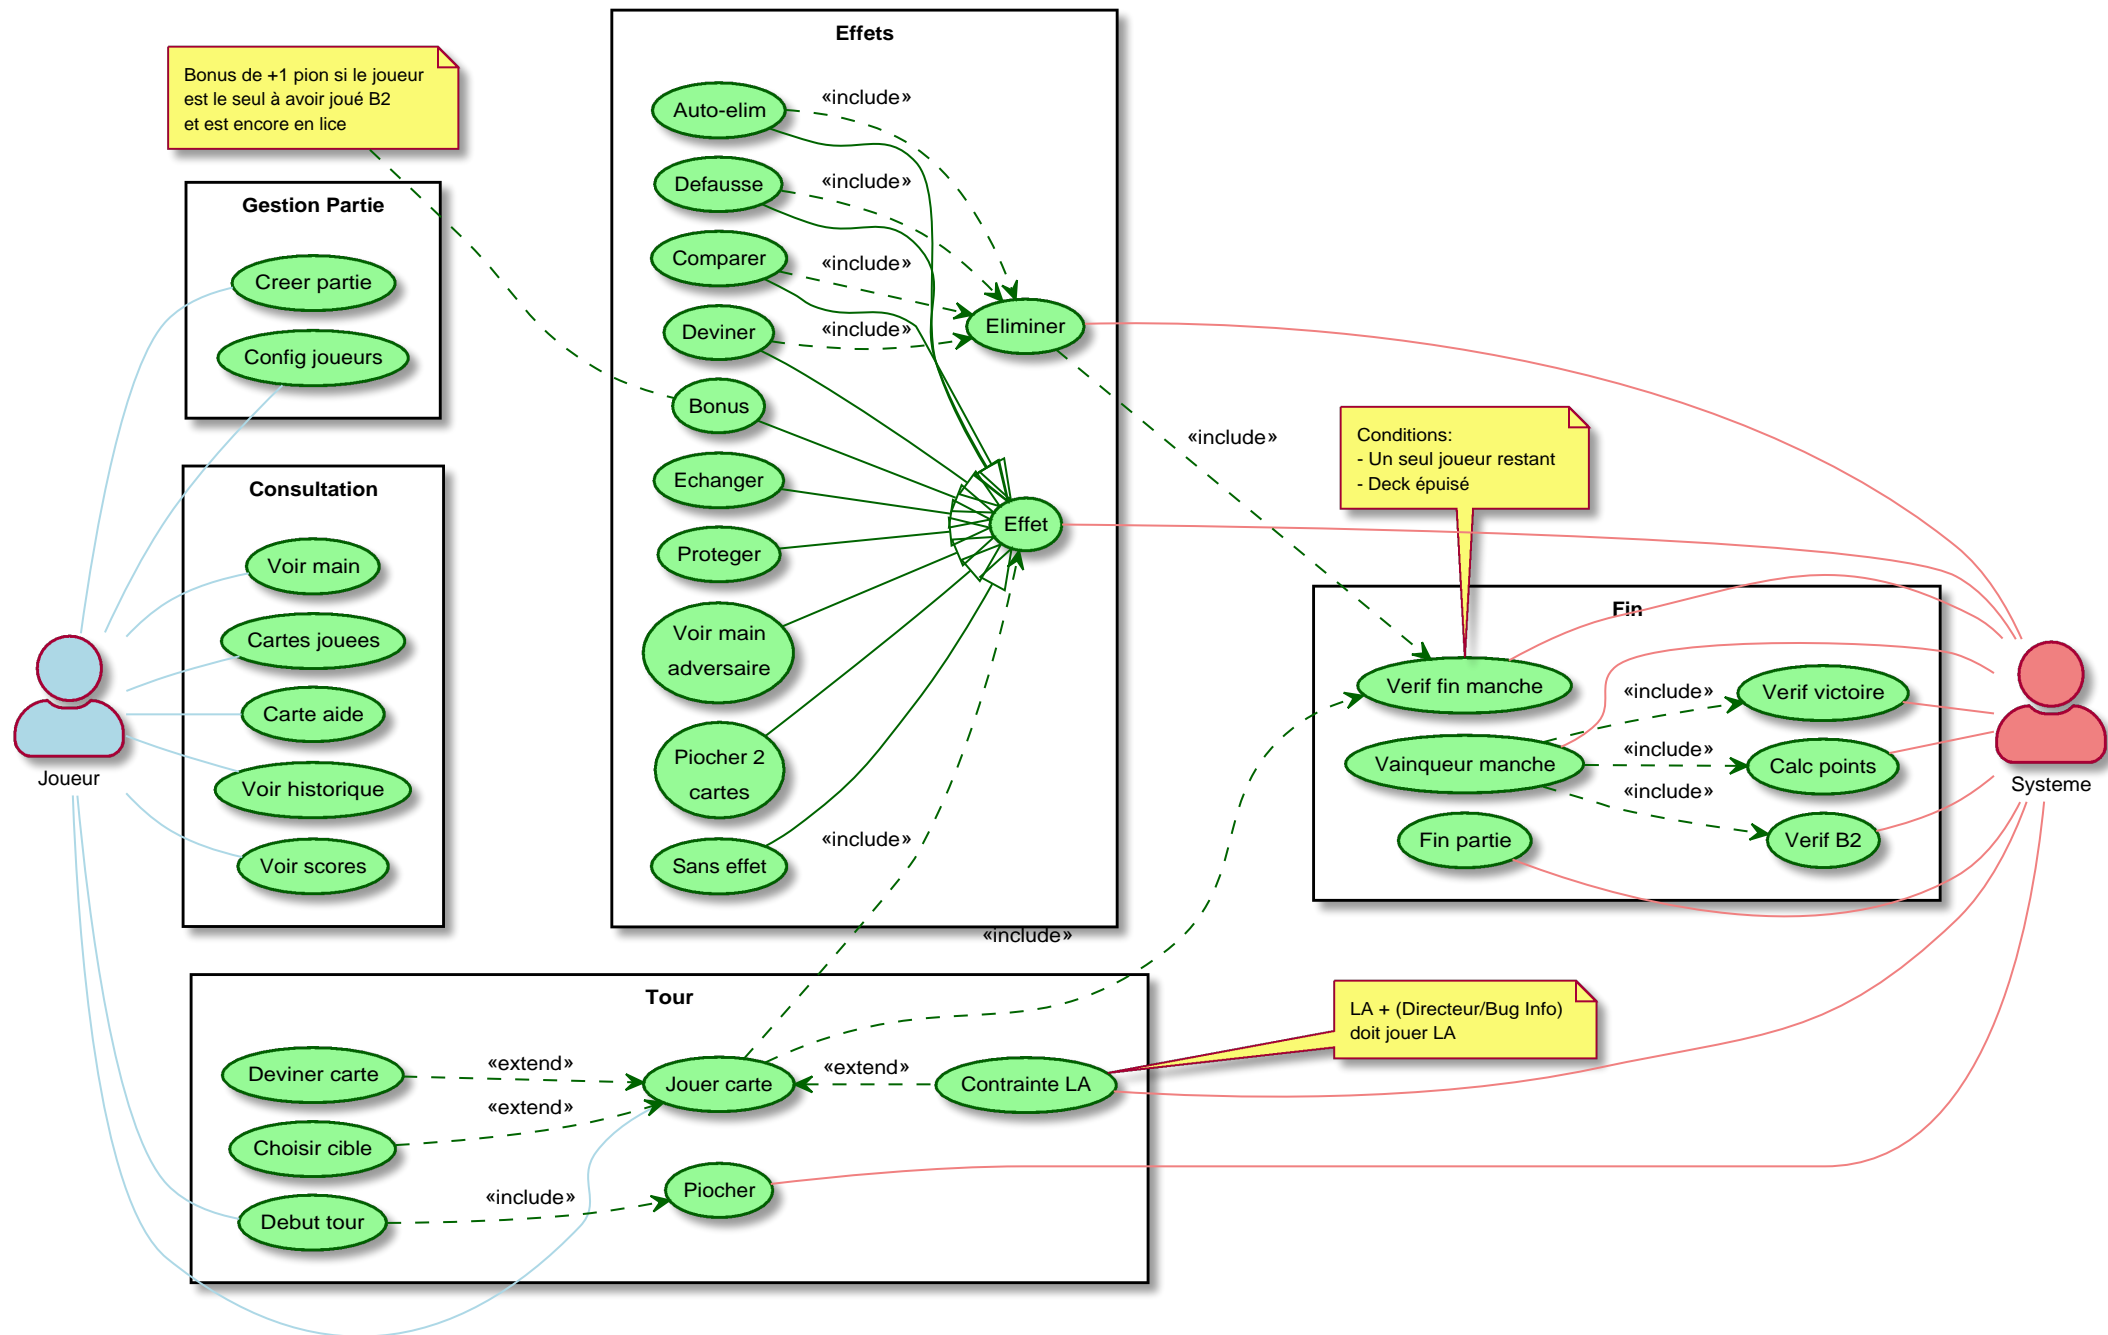 Effets
Bonus de +1 pion si le joueur
est le seul à avoir joué B2
et est encore en lice
Auto-elim
«include»
Defausse
«include»
Comparer
«include»
Deviner
«include»
Eliminer
Bonus
Echanger
Effet
Proteger
Voir main
adversaire
Piocher 2
cartes
Sans effet
«include»
«include»
Gestion Partie
Creer partie
Config joueurs
Consultation
Voir main
Cartes jouees
Carte aide
Voir historique
Voir scores
Joueur
«include»
Conditions:
- Un seul joueur restant
- Deck épuisé
Fin
Verif fin manche
Vainqueur manche
Fin partie
«include»
«include»
«include»
Verif victoire
Calc points
Verif B2
Systeme
Tour
Deviner carte
«extend»
Choisir cible
«extend»
Debut tour
«include»
Jouer carte
«extend»
Contrainte LA
Piocher
LA + (Directeur/Bug Info)
doit jouer LA